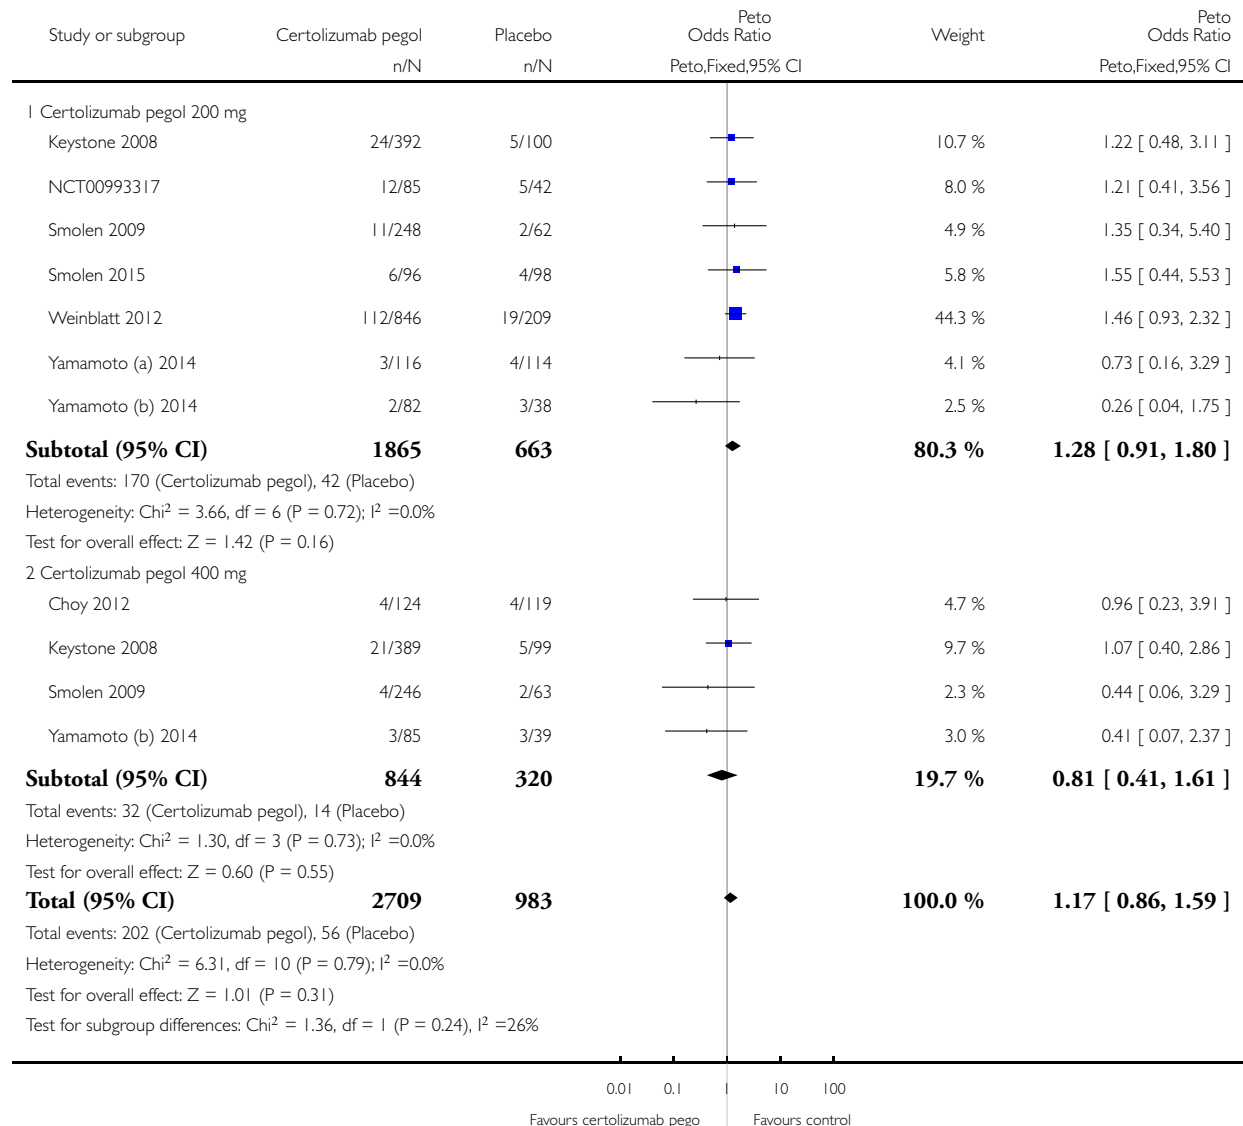 Peto Peto
Study or subgroup Certolizumab pegol Placebo Odds Ratio Weight Odds Ratio
n/N n/N Peto,Fixed,95% CI Peto,Fixed,95% CI
1 Certolizumab pegol 200 mg
Keystone 2008 24/392 5/100 10.7 % 1.22 [ 0.48, 3.11 ]
NCT00993317 12/85 5/42 8.0 % 1.21 [ 0.41, 3.56 ]
Smolen 2009 11/248 2/62 4.9 % 1.35 [ 0.34, 5.40 ]
Smolen 2015 6/96 4/98 5.8 % 1.55 [ 0.44, 5.53 ]
Weinblatt 2012 112/846 19/209 44.3 % 1.46 [ 0.93, 2.32 ]
Yamamoto (a) 2014 3/116 4/114 4.1 % 0.73 [ 0.16, 3.29 ]
Yamamoto (b) 2014 2/82 3/38 2.5 % 0.26 [ 0.04, 1.75 ]
Subtotal (95% CI) 1865 663 80.3 % 1.28 [ 0.91, 1.80 ]
Total events: 170 (Certolizumab pegol), 42 (Placebo)
Heterogeneity: Chi² = 3.66, df = 6 (P = 0.72); I² =0.0%
Test for overall effect: Z = 1.42 (P = 0.16)
2 Certolizumab pegol 400 mg
Choy 2012 4/124 4/119 4.7 % 0.96 [ 0.23, 3.91 ]
Keystone 2008 21/389 5/99 9.7 % 1.07 [ 0.40, 2.86 ]
Smolen 2009 4/246 2/63 2.3 % 0.44 [ 0.06, 3.29 ]
Yamamoto (b) 2014 3/85 3/39 3.0 % 0.41 [ 0.07, 2.37 ]
Subtotal (95% CI) 844 320 19.7 % 0.81 [ 0.41, 1.61 ]
Total events: 32 (Certolizumab pegol), 14 (Placebo)
Heterogeneity: Chi² = 1.30, df = 3 (P = 0.73); I² =0.0%
Test for overall effect: Z = 0.60 (P = 0.55)
Total (95% CI) 2709 983 100.0 % 1.17 [ 0.86, 1.59 ]
Total events: 202 (Certolizumab pegol), 56 (Placebo)
Heterogeneity: Chi² = 6.31, df = 10 (P = 0.79); I² =0.0%
Test for overall effect: Z = 1.01 (P = 0.31)
Test for subgroup differences: Chi² = 1.36, df = 1 (P = 0.24), I² =26%
0.01 0.1 1 10 100
Favours certolizumab pego Favours control